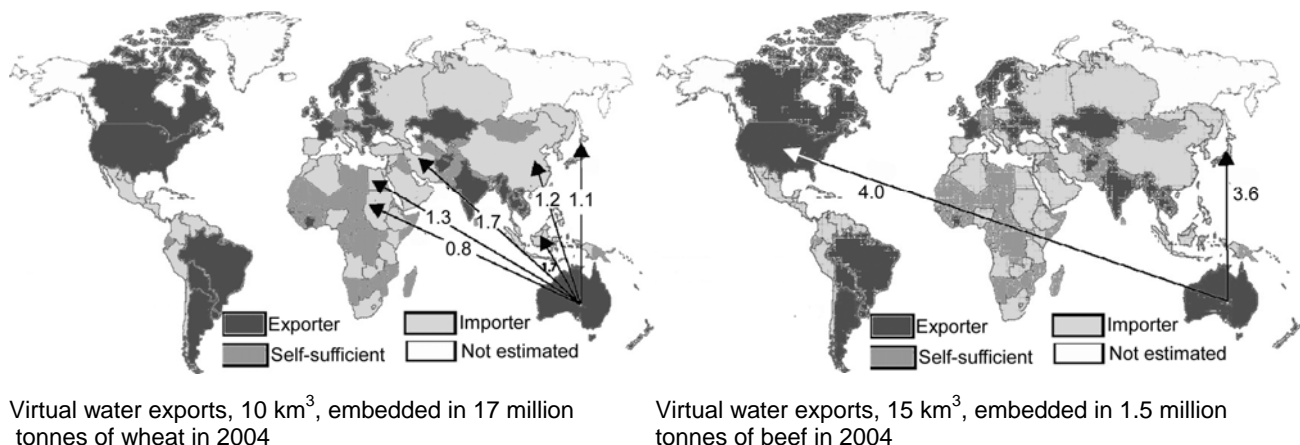 1.3
0.8
1.7
1.2
1.1
1.7
Exporter
Importer
Self-sufficient
Not estimated
Virtual water exports, 10 km³, embedded in 17 million
tonnes of wheat in 2004
4.0
3.6
Exporter
Importer
Self-sufficient
Not estimated
Virtual water exports, 15 km³, embedded in 1.5 million
tonnes of beef in 2004